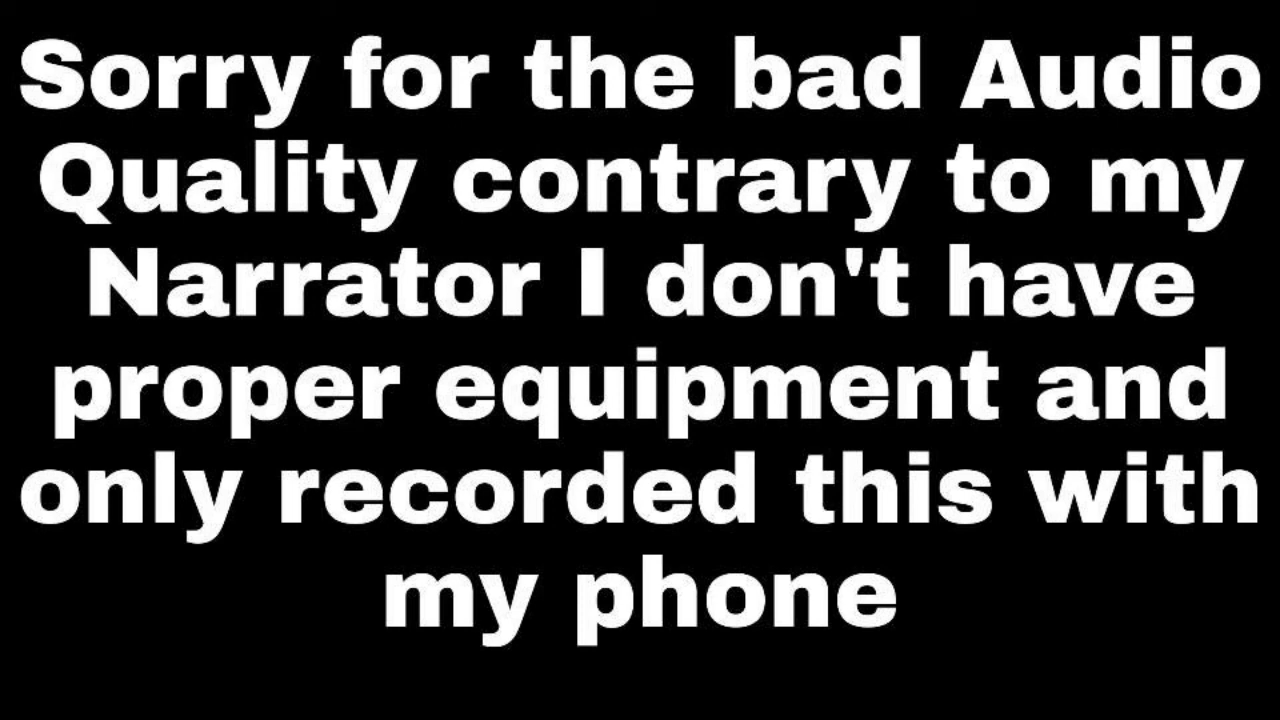 Sorry for the bad Audio
Quality contrary to my
Narrator I don't have
proper equipment and
only recorded this with
my phone